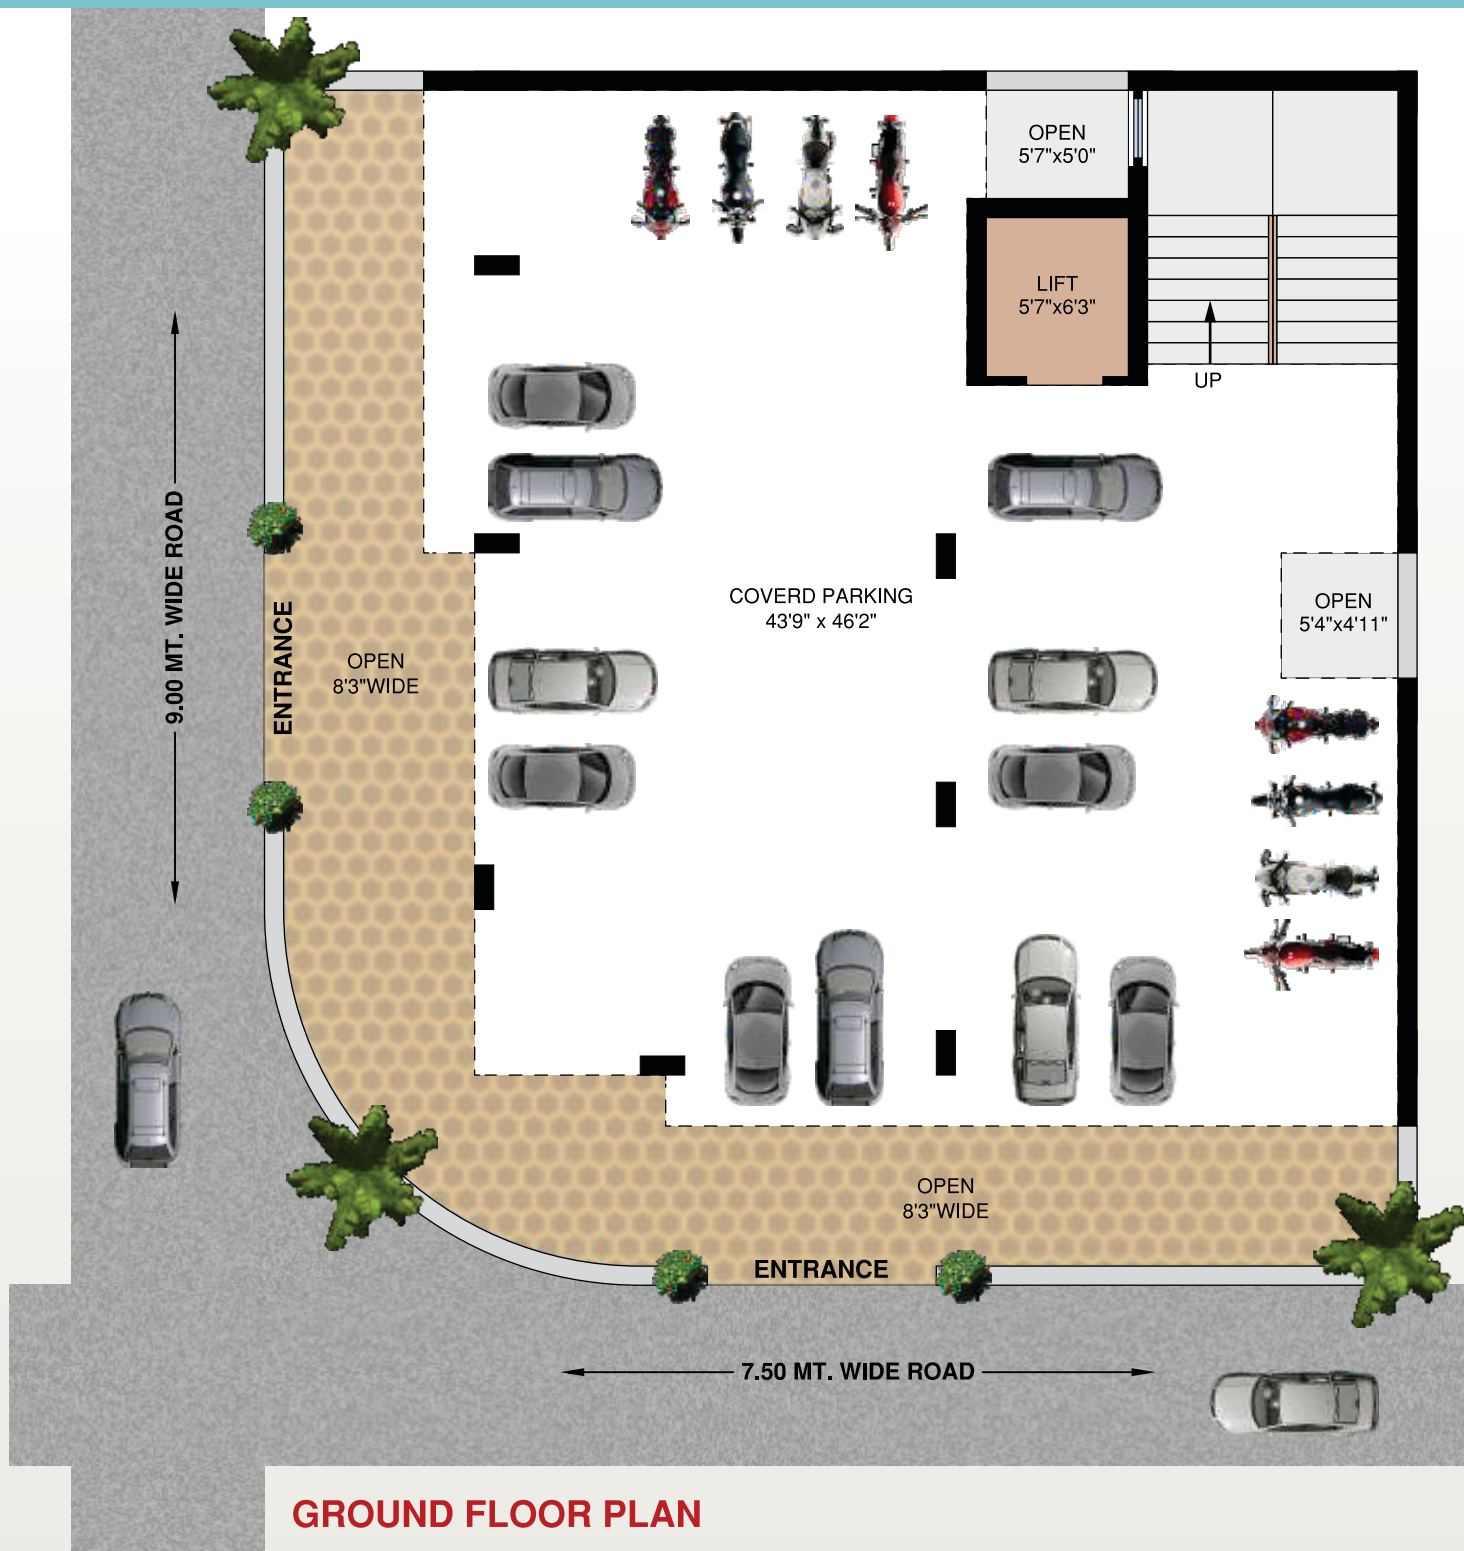 OPEN
5'7"x5'0"
LIFT
5'7"x6'3"
UP
9.00 MT. WIDE ROAD
ENTRANCE
OPEN
8'3"WIDE
COVERD PARKING
43'9" x 46'2"
OPEN
5'4"x4'11"
OPEN
8'3"WIDE
ENTRANCE
7.50 MT. WIDE ROAD
GROUND FLOOR PLAN